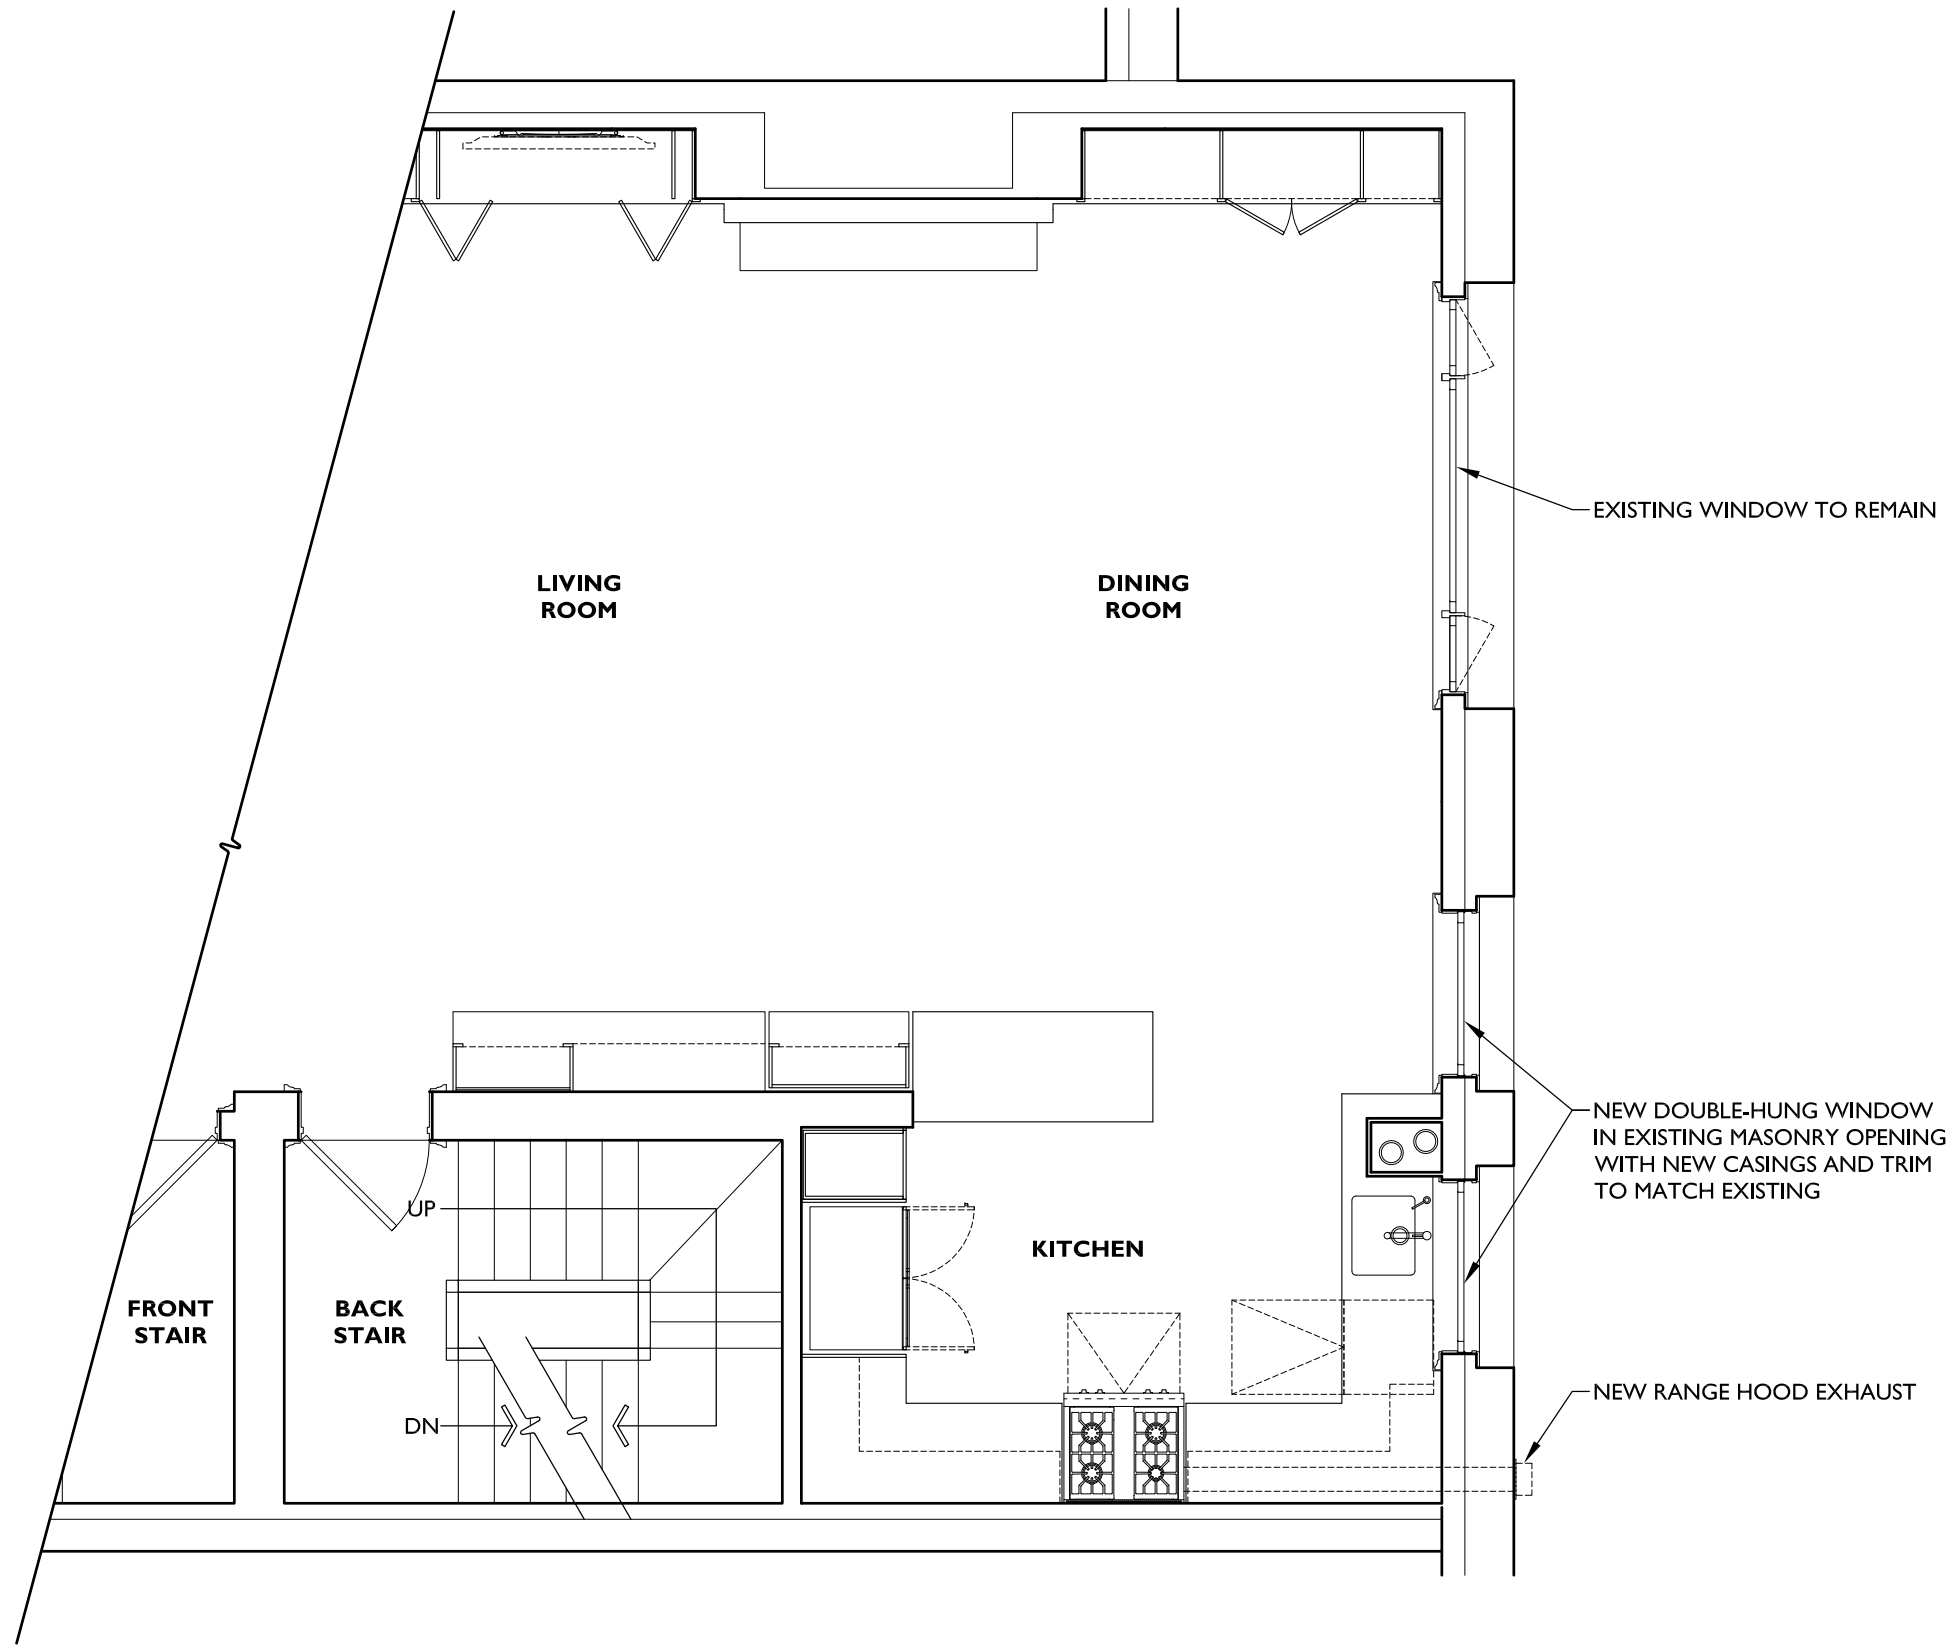 EXISTING WINDOW TO REMAIN
LIVING
ROOM
DINING
ROOM
NEW DOUBLE-HUNG WINDOW
IN EXISTING MASONRY OPENING
WITH NEW CASINGS AND TRIM
TO MATCH EXISTING
UP
KITCHEN
FRONT
STAIR
BACK
STAIR
NEW RANGE HOOD EXHAUST
DN